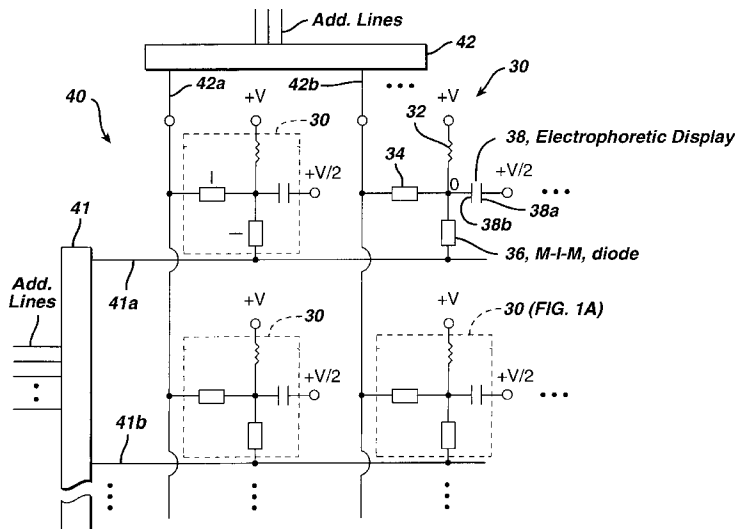 Add. Lines
42
42a
42b
30
40
+V
30
+V
32
38, Electrophoretic Display
34
+V/2
0
+V/2
38a
38b
41
36, M-I-M, diode
41a
Add.
Lines
+V
30
+V
30 (FIG. 1A)
+V/2
+V/2
41b